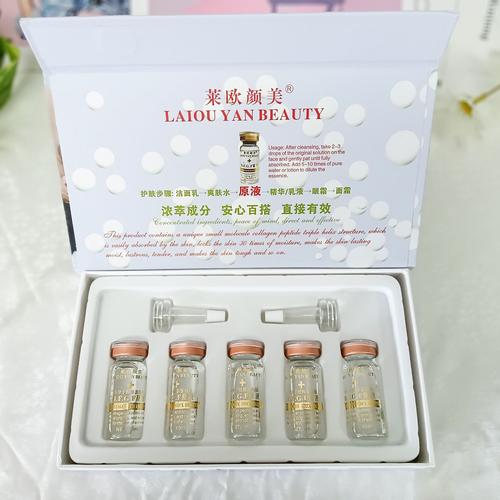 莱欧颜美®
LAIOU YAN BEAUTY
Usage: After cleansing, take 2-3
drops of the original solution on
the face and gently pat until fully
absorbed. Add 5-10 times of pure
water or lotion to dilute the
essence.
护肤步骤: 洁面乳→爽肤水→原液→精华/乳液→眼霜→面霜
浓萃成分 安心百搭 直接有效
Concentrated ingredients, peace of mind, direct and effective
This product contains a unique small molecule collagen peptide triple helix structure, which
is easily absorbed by the skin, locks the skin 30 times of moisture, makes the skin lasting
moist, lustrous, tender, and makes the skin tough and so on.
YAN BEAUTY